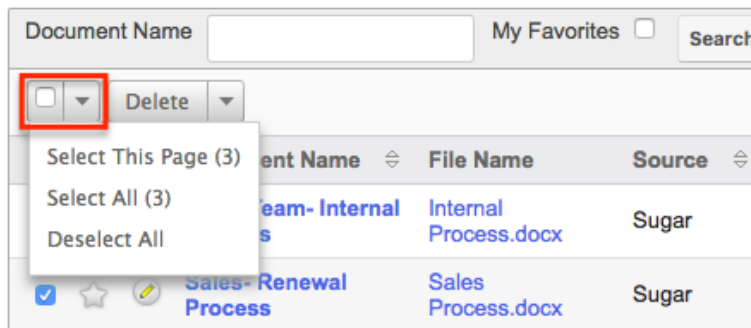 Document Name My Favorites Search
Delete
Select This Page (3)
Select All (3)
Deselect All
ent Name File Name Source
eam- Internal Internal Sugar
s Process.docx
Sales- Renewal Sales Sugar
Process Process.docx